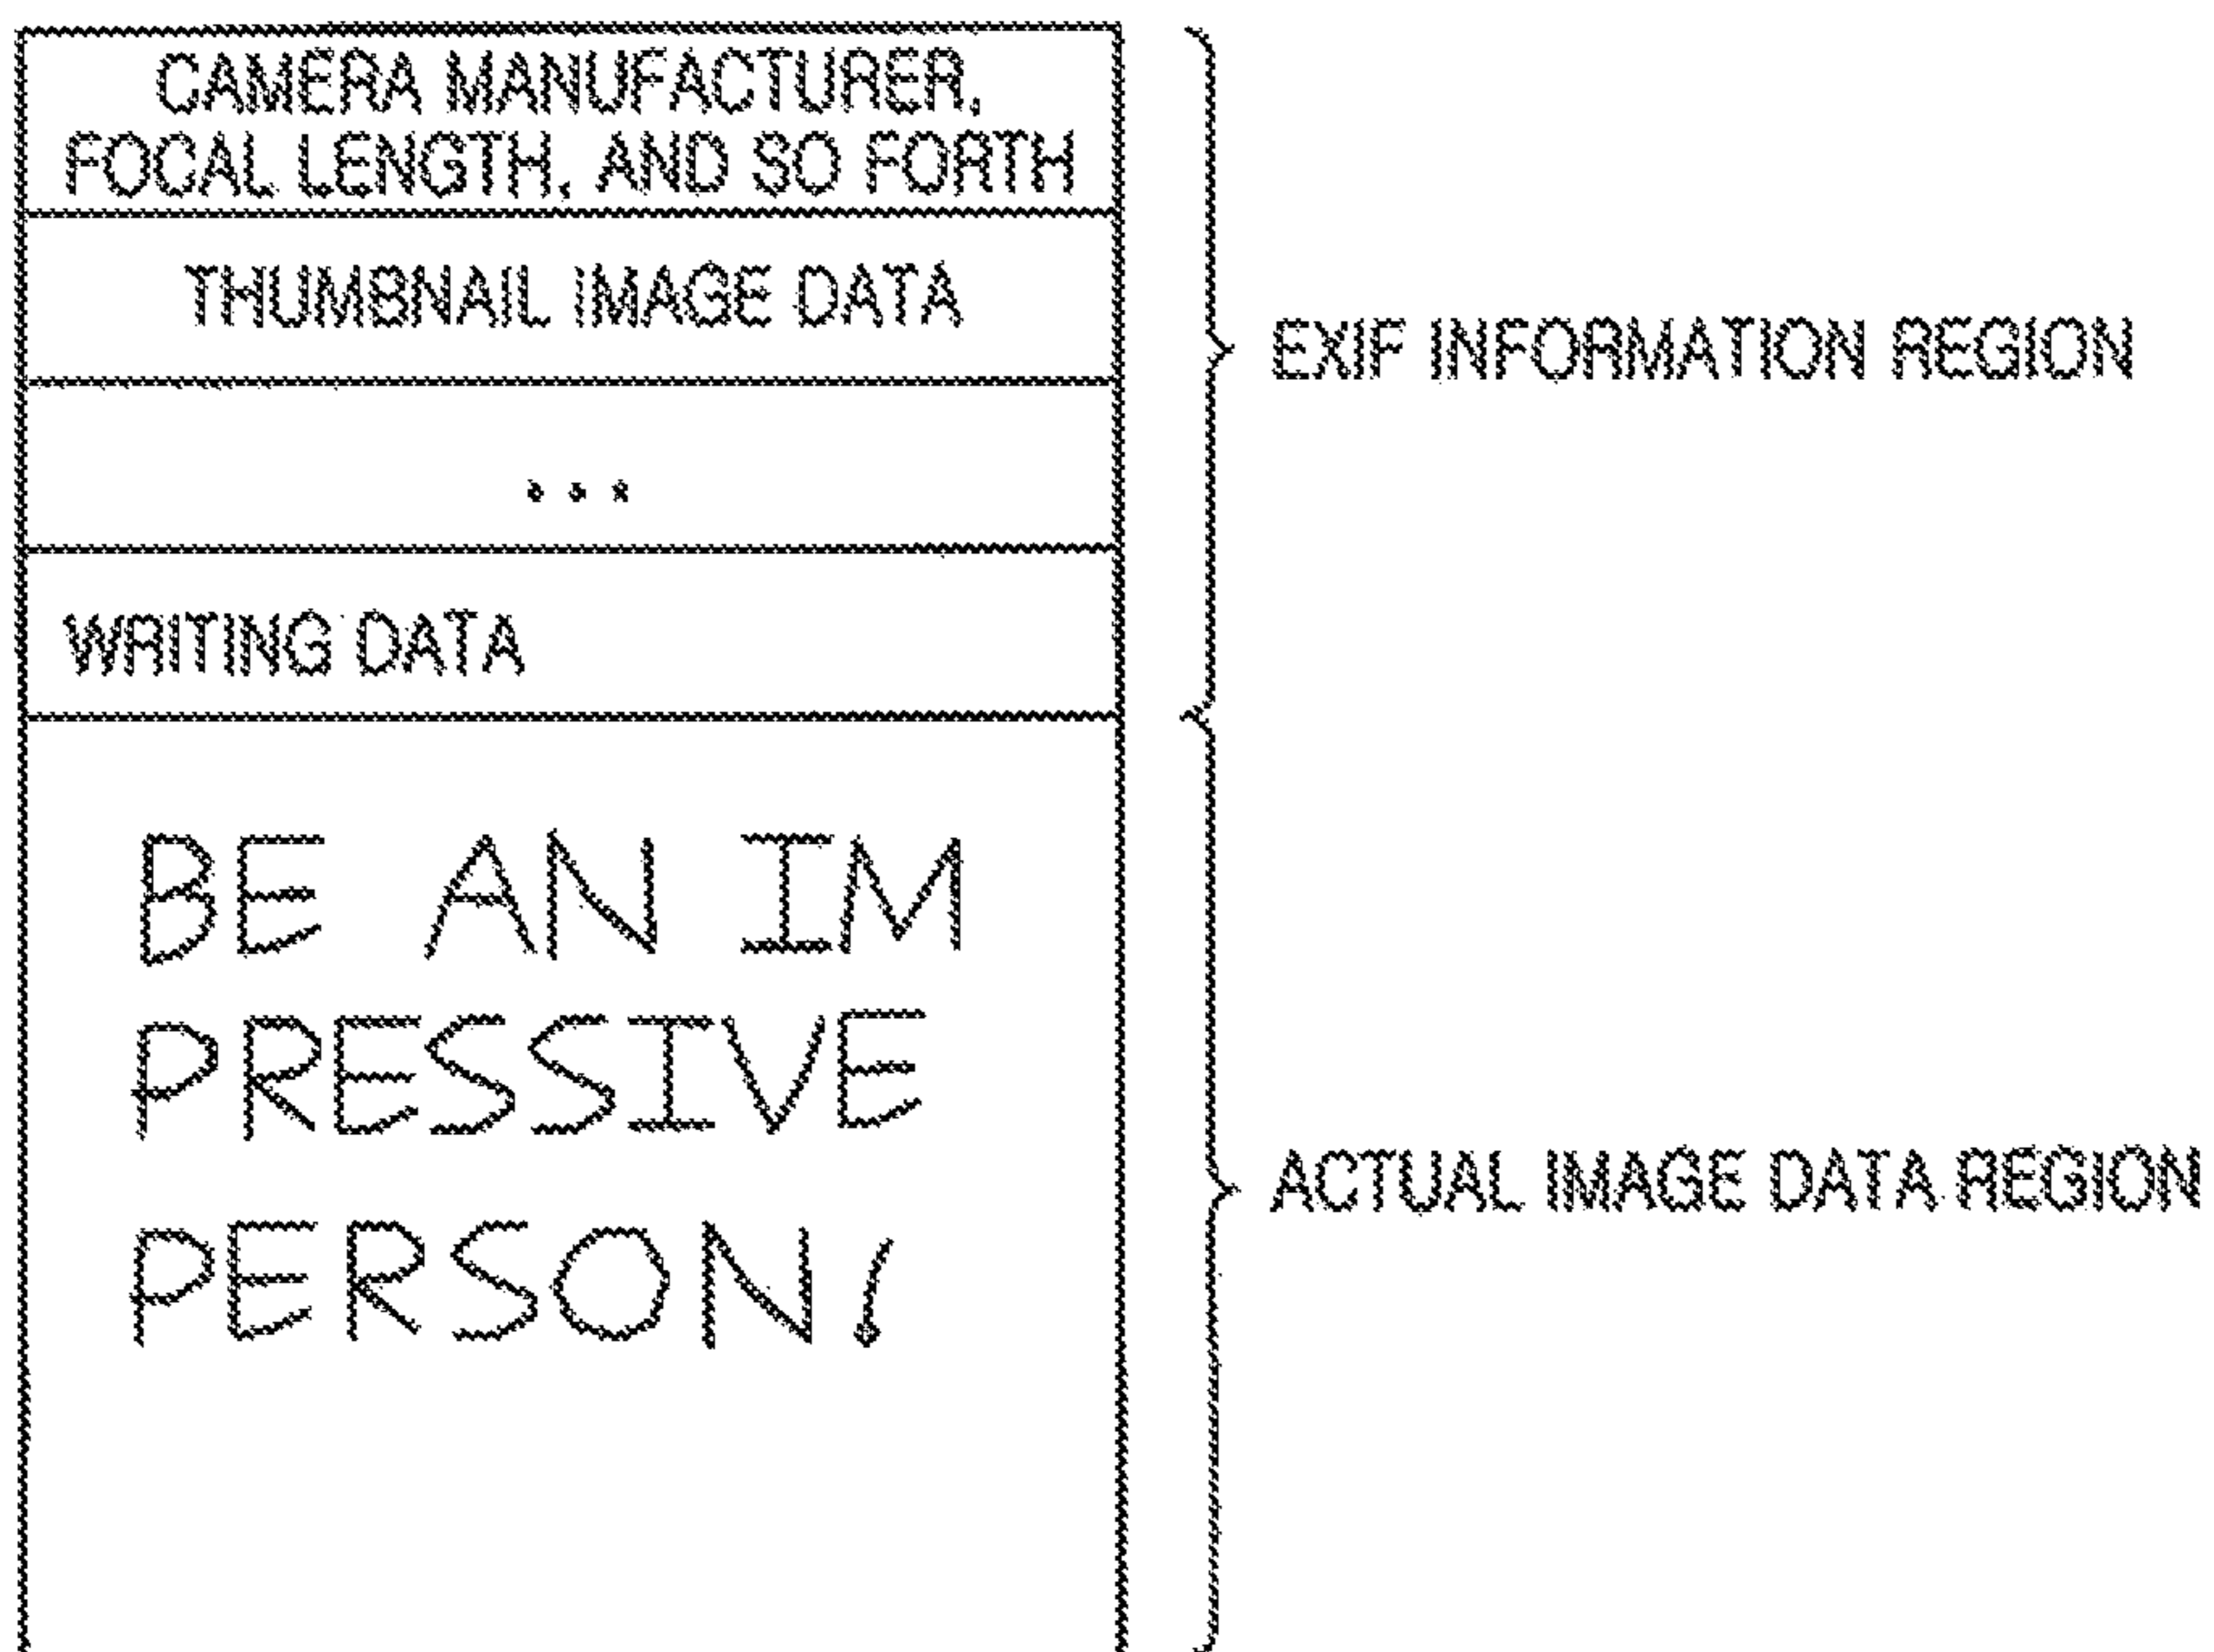 CAMERA MANUFACTURER,
FOCAL LENGTH, AND SO FORTH
THUMBNAIL IMAGE DATA
...
WRITING DATA
EXIF INFORMATION REGION
BE AN IM
PRESSIVE
PERSON!
ACTUAL IMAGE DATA REGION